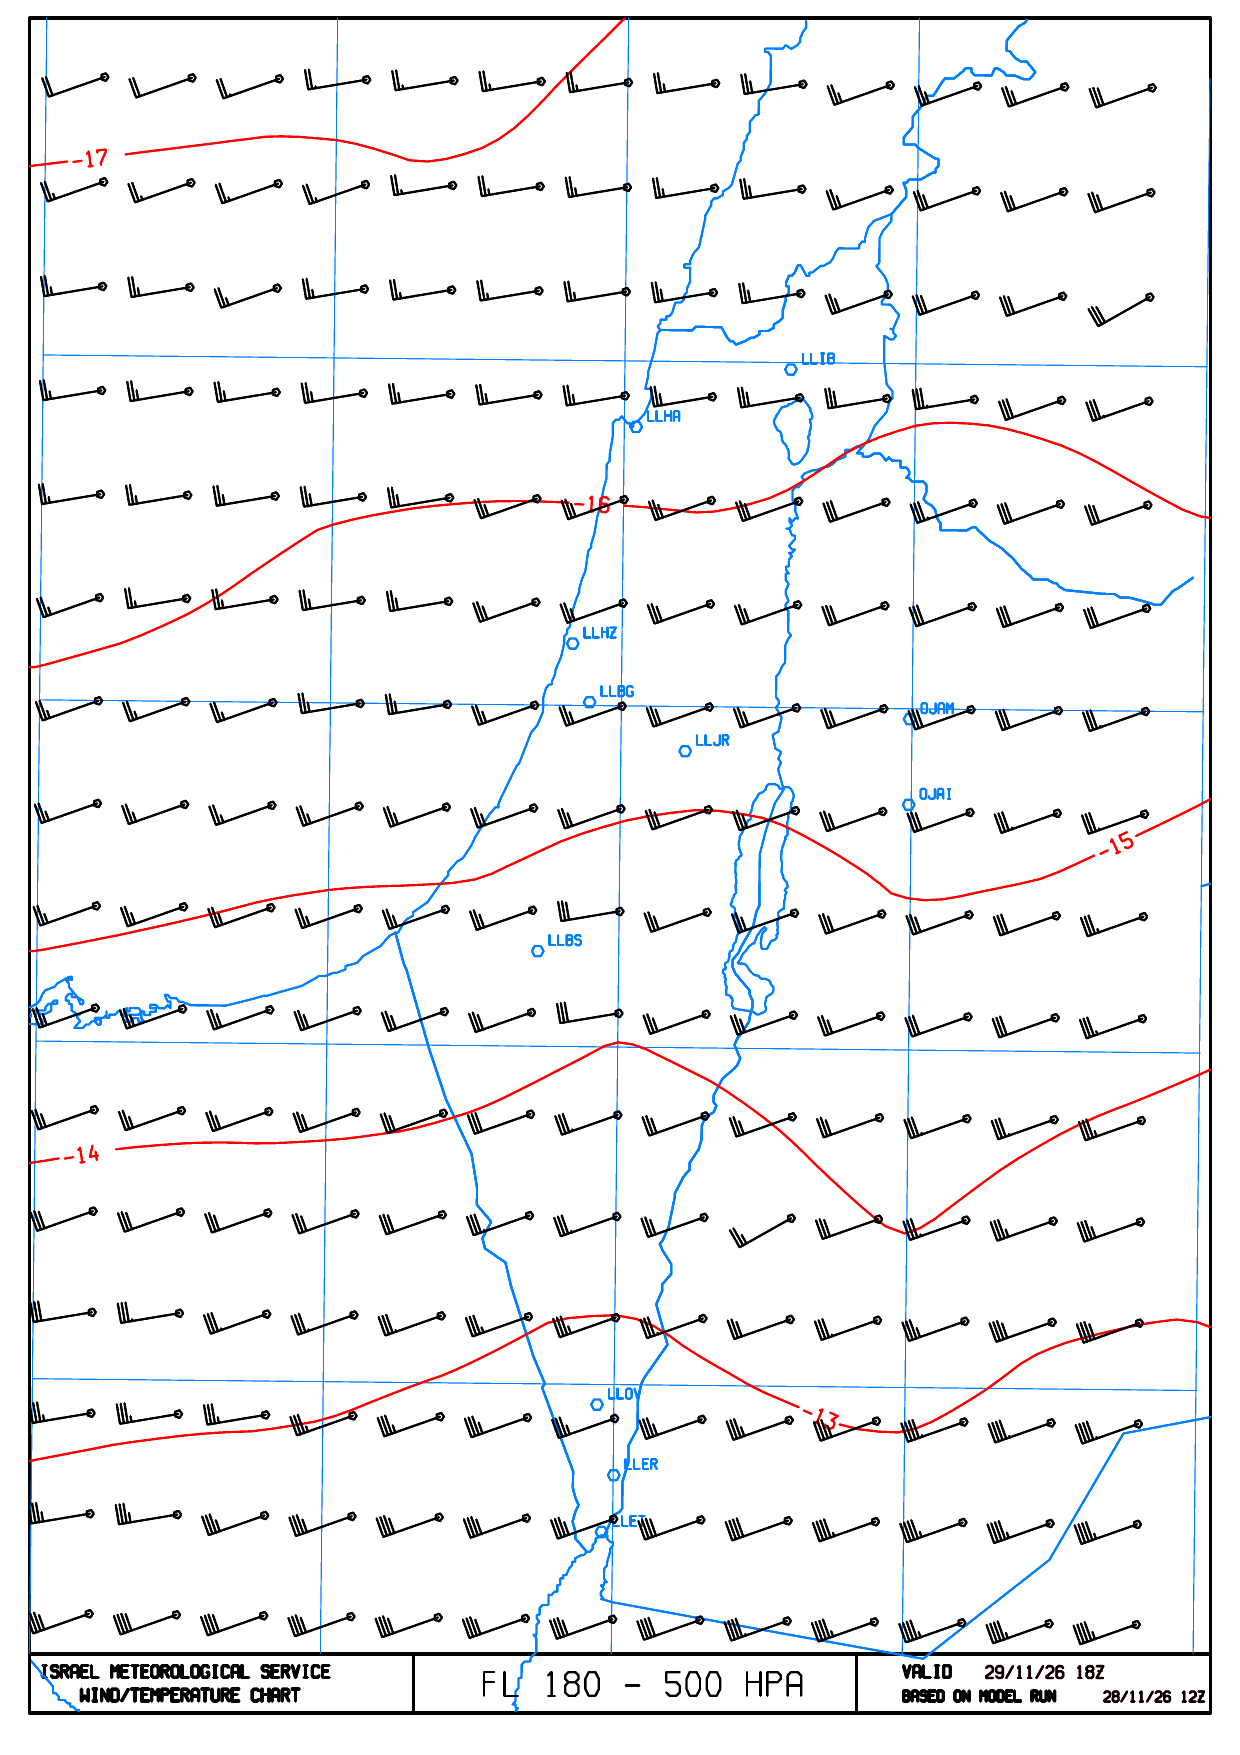 -17
LLIB
LLHA
-16
LLHZ
LLBG
OJAM
LLJR
OJAI
-15
LLBS
-14
LLOV
-13
LLER
LLET
ISRAEL METEOROLOGICAL SERVICE
WIND/TEMPERATURE CHART
FL 180 - 500 HPA
VALID 29/11/26 18Z
BASED ON MODEL RUN 28/11/26 12Z